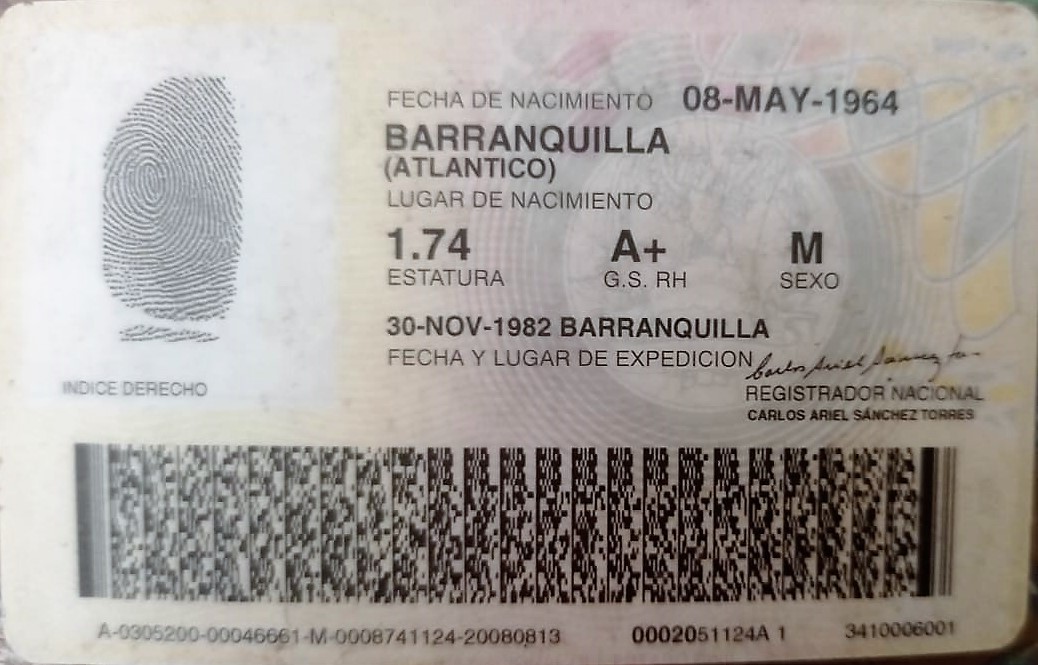 FECHA DE NACIMIENTO 08-MAY-1964
BARRANQUILLA
(ATLANTICO)
LUGAR DE NACIMIENTO
1.74 A+ M
ESTATURA G.S. RH SEXO
30-NOV-1982 BARRANQUILLA
FECHA Y LUGAR DE EXPEDICION
INDICE DERECHO
REGISTRADOR NACIONAL
CARLOS ARIEL SÁNCHEZ TORRES
A-0305200-00046661-M-0008741124-20080813 0002051124A 1 3410006001